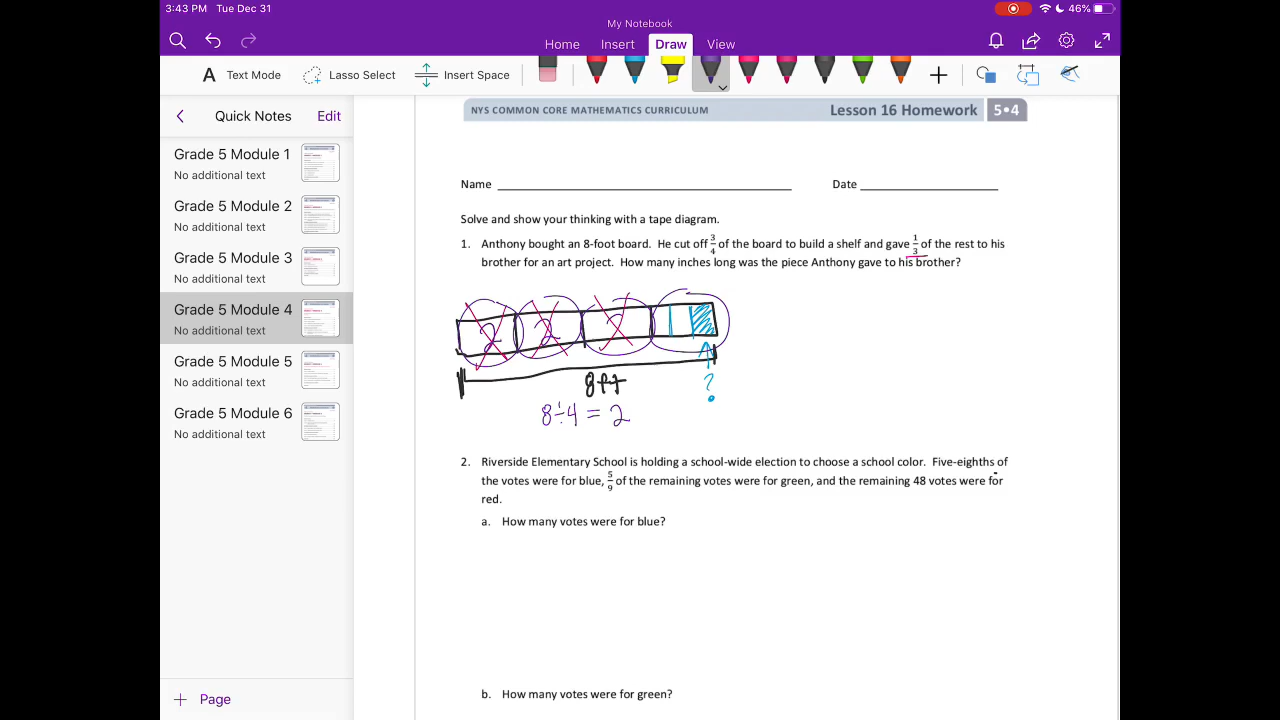 3:43 PM Tue Dec 31
46%
My Notebook
Home Insert Draw View
A Text Mode Lasso Select Insert Space
Quick Notes Edit
Grade 5 Module 1
No additional text
Grade 5 Module 2
No additional text
Grade 5 Module 3
No additional text
Grade 5 Module 4
No additional text
Grade 5 Module 5
No additional text
Grade 5 Module 6
No additional text
+ Page
NYS COMMON CORE MATHEMATICS CURRICULUM Lesson 16 Homework 5•4
Name Date
Solve and show your thinking with a tape diagram.
1. Anthony bought an 8-foot board. He cut off 3/4 of the board to build a shelf and gave 1/3 of the rest to his
brother for an art project. How many inches long was the piece Anthony gave to his brother?
2 2 2
8ft ?
8÷4 = 2
2. Riverside Elementary School is holding a school-wide election to choose a school color. Five-eighths of
the votes were for blue, 5/9 of the remaining votes were for green, and the remaining 48 votes were for
red.
a. How many votes were for blue?
b. How many votes were for green?